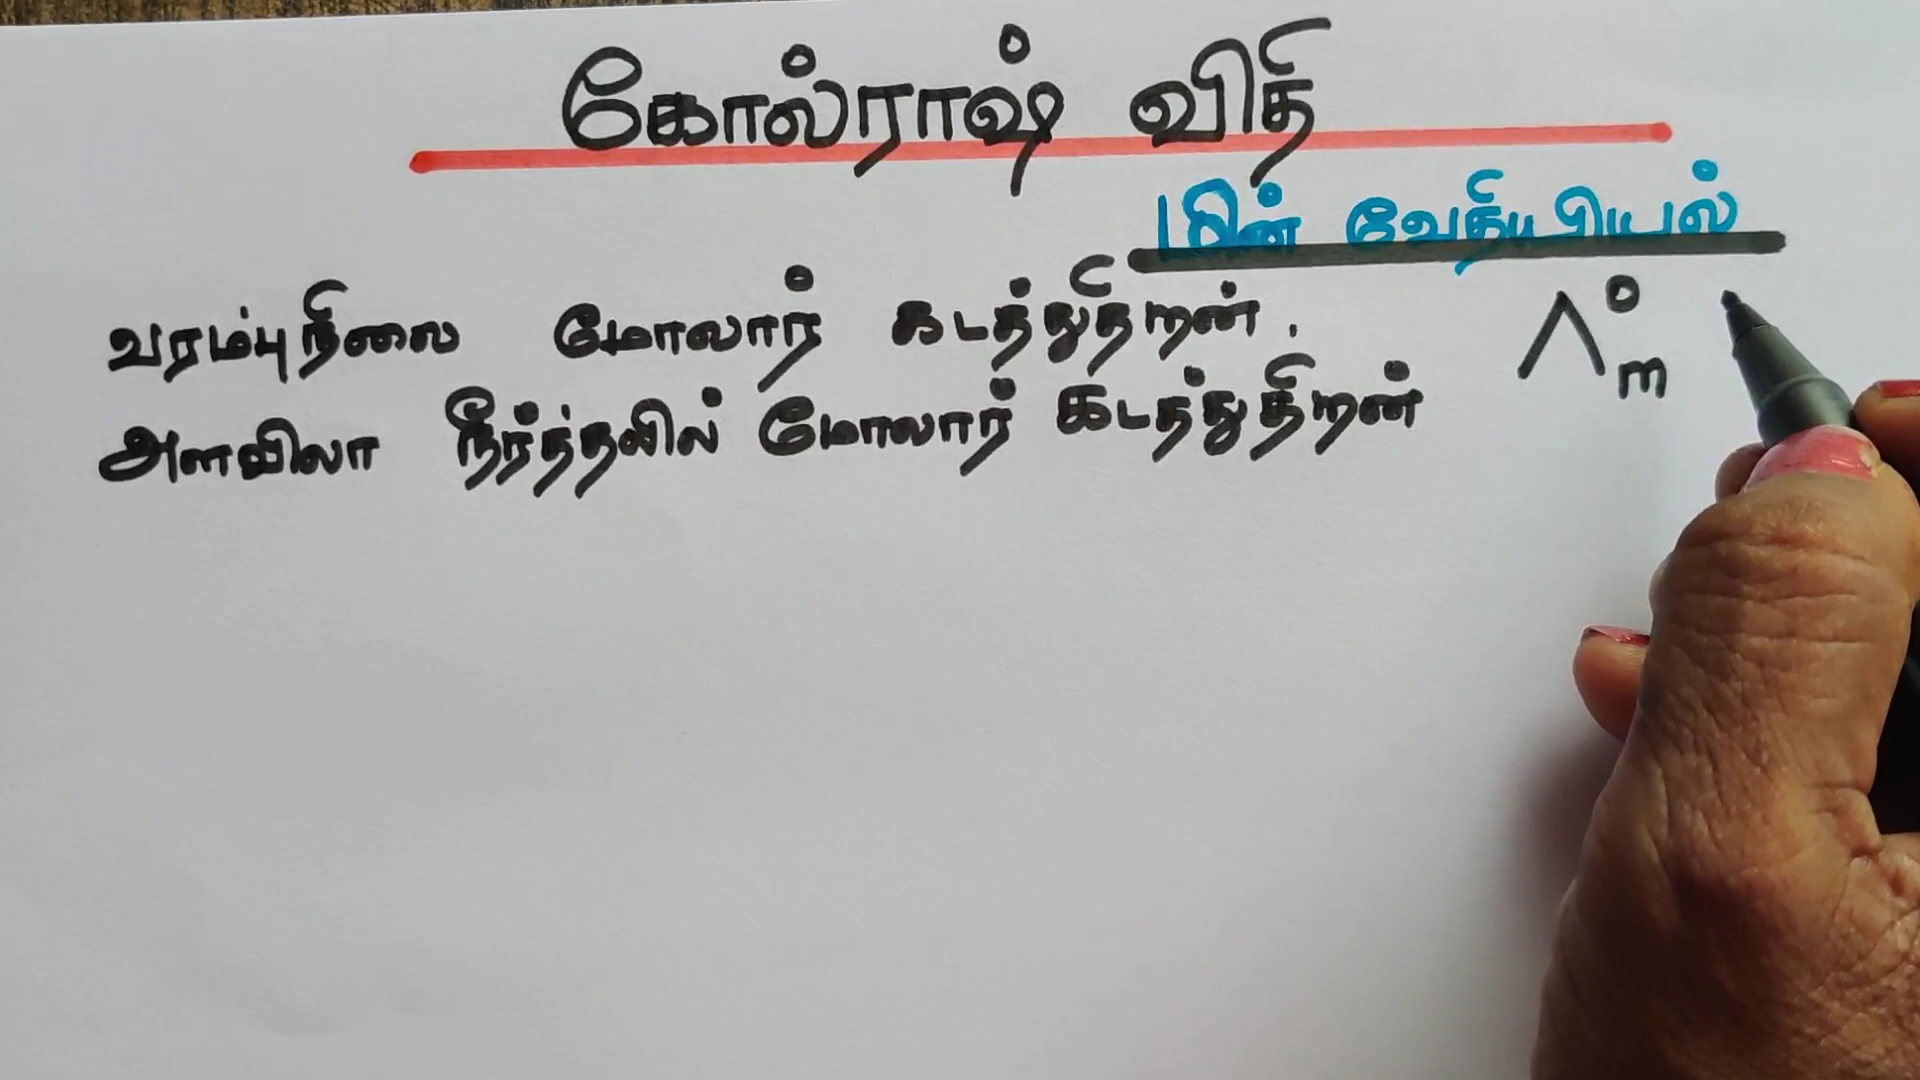 கோல்ராஷ் விதி
மின் வேதியியல்
வரம்புநிலை மோலார் கடத்துதிறன். Λ°m
அளவிலா நீர்த்தலில் மோலார் கடத்துதிறன்